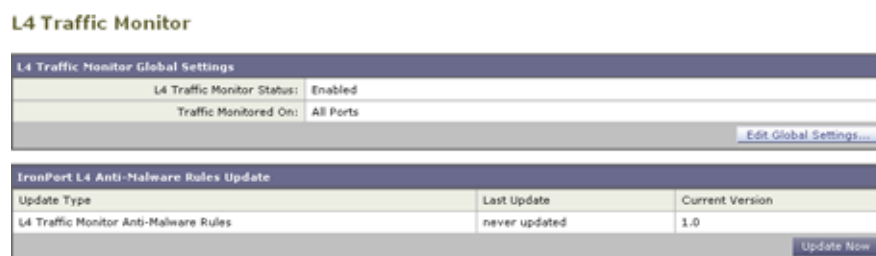 L4 Traffic Monitor
L4 Traffic Monitor Global Settings
L4 Traffic Monitor Status: Enabled
Traffic Monitored On: All Ports
Edit Global Settings...
IronPort L4 Anti-Malware Rules Update
Update Type Last Update Current Version
L4 Traffic Monitor Anti-Malware Rules never updated 1.0
Update Now